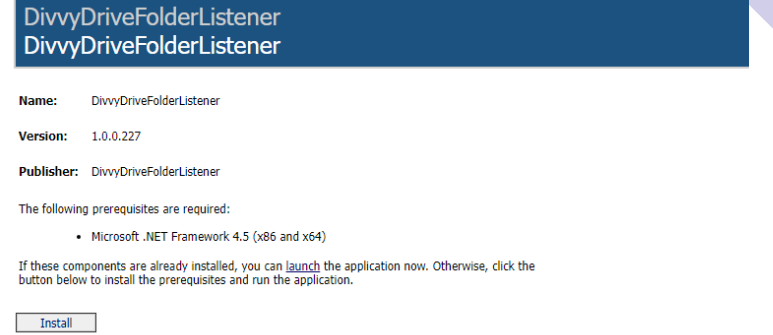 DivvyDriveFolderListener
DivvyDriveFolderListener
Name: DivvyDriveFolderListener
Version: 1.0.0.227
Publisher: DivvyDriveFolderListener
The following prerequisites are required:
• Microsoft .NET Framework 4.5 (x86 and x64)
If these components are already installed, you can launch the application now. Otherwise, click the
button below to install the prerequisites and run the application.
Install